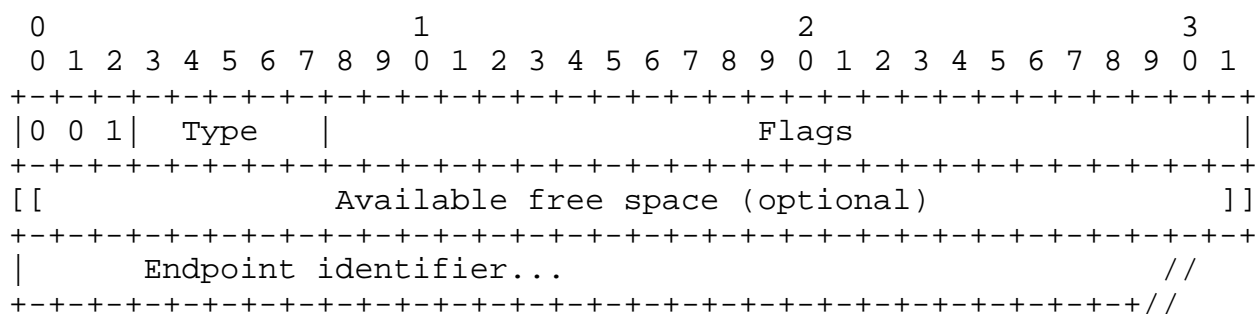 0                   1                   2                   3
 0 1 2 3 4 5 6 7 8 9 0 1 2 3 4 5 6 7 8 9 0 1 2 3 4 5 6 7 8 9 0 1
+-+-+-+-+-+-+-+-+-+-+-+-+-+-+-+-+-+-+-+-+-+-+-+-+-+-+-+-+-+-+-+-+
|0 0 1|  Type   |                     Flags                     |
+-+-+-+-+-+-+-+-+-+-+-+-+-+-+-+-+-+-+-+-+-+-+-+-+-+-+-+-+-+-+-+-+
[[               Available free space (optional)               ]]
+-+-+-+-+-+-+-+-+-+-+-+-+-+-+-+-+-+-+-+-+-+-+-+-+-+-+-+-+-+-+-+-+
|      Endpoint identifier...                                //
+-+-+-+-+-+-+-+-+-+-+-+-+-+-+-+-+-+-+-+-+-+-+-+-+-+-+-+-+-+//